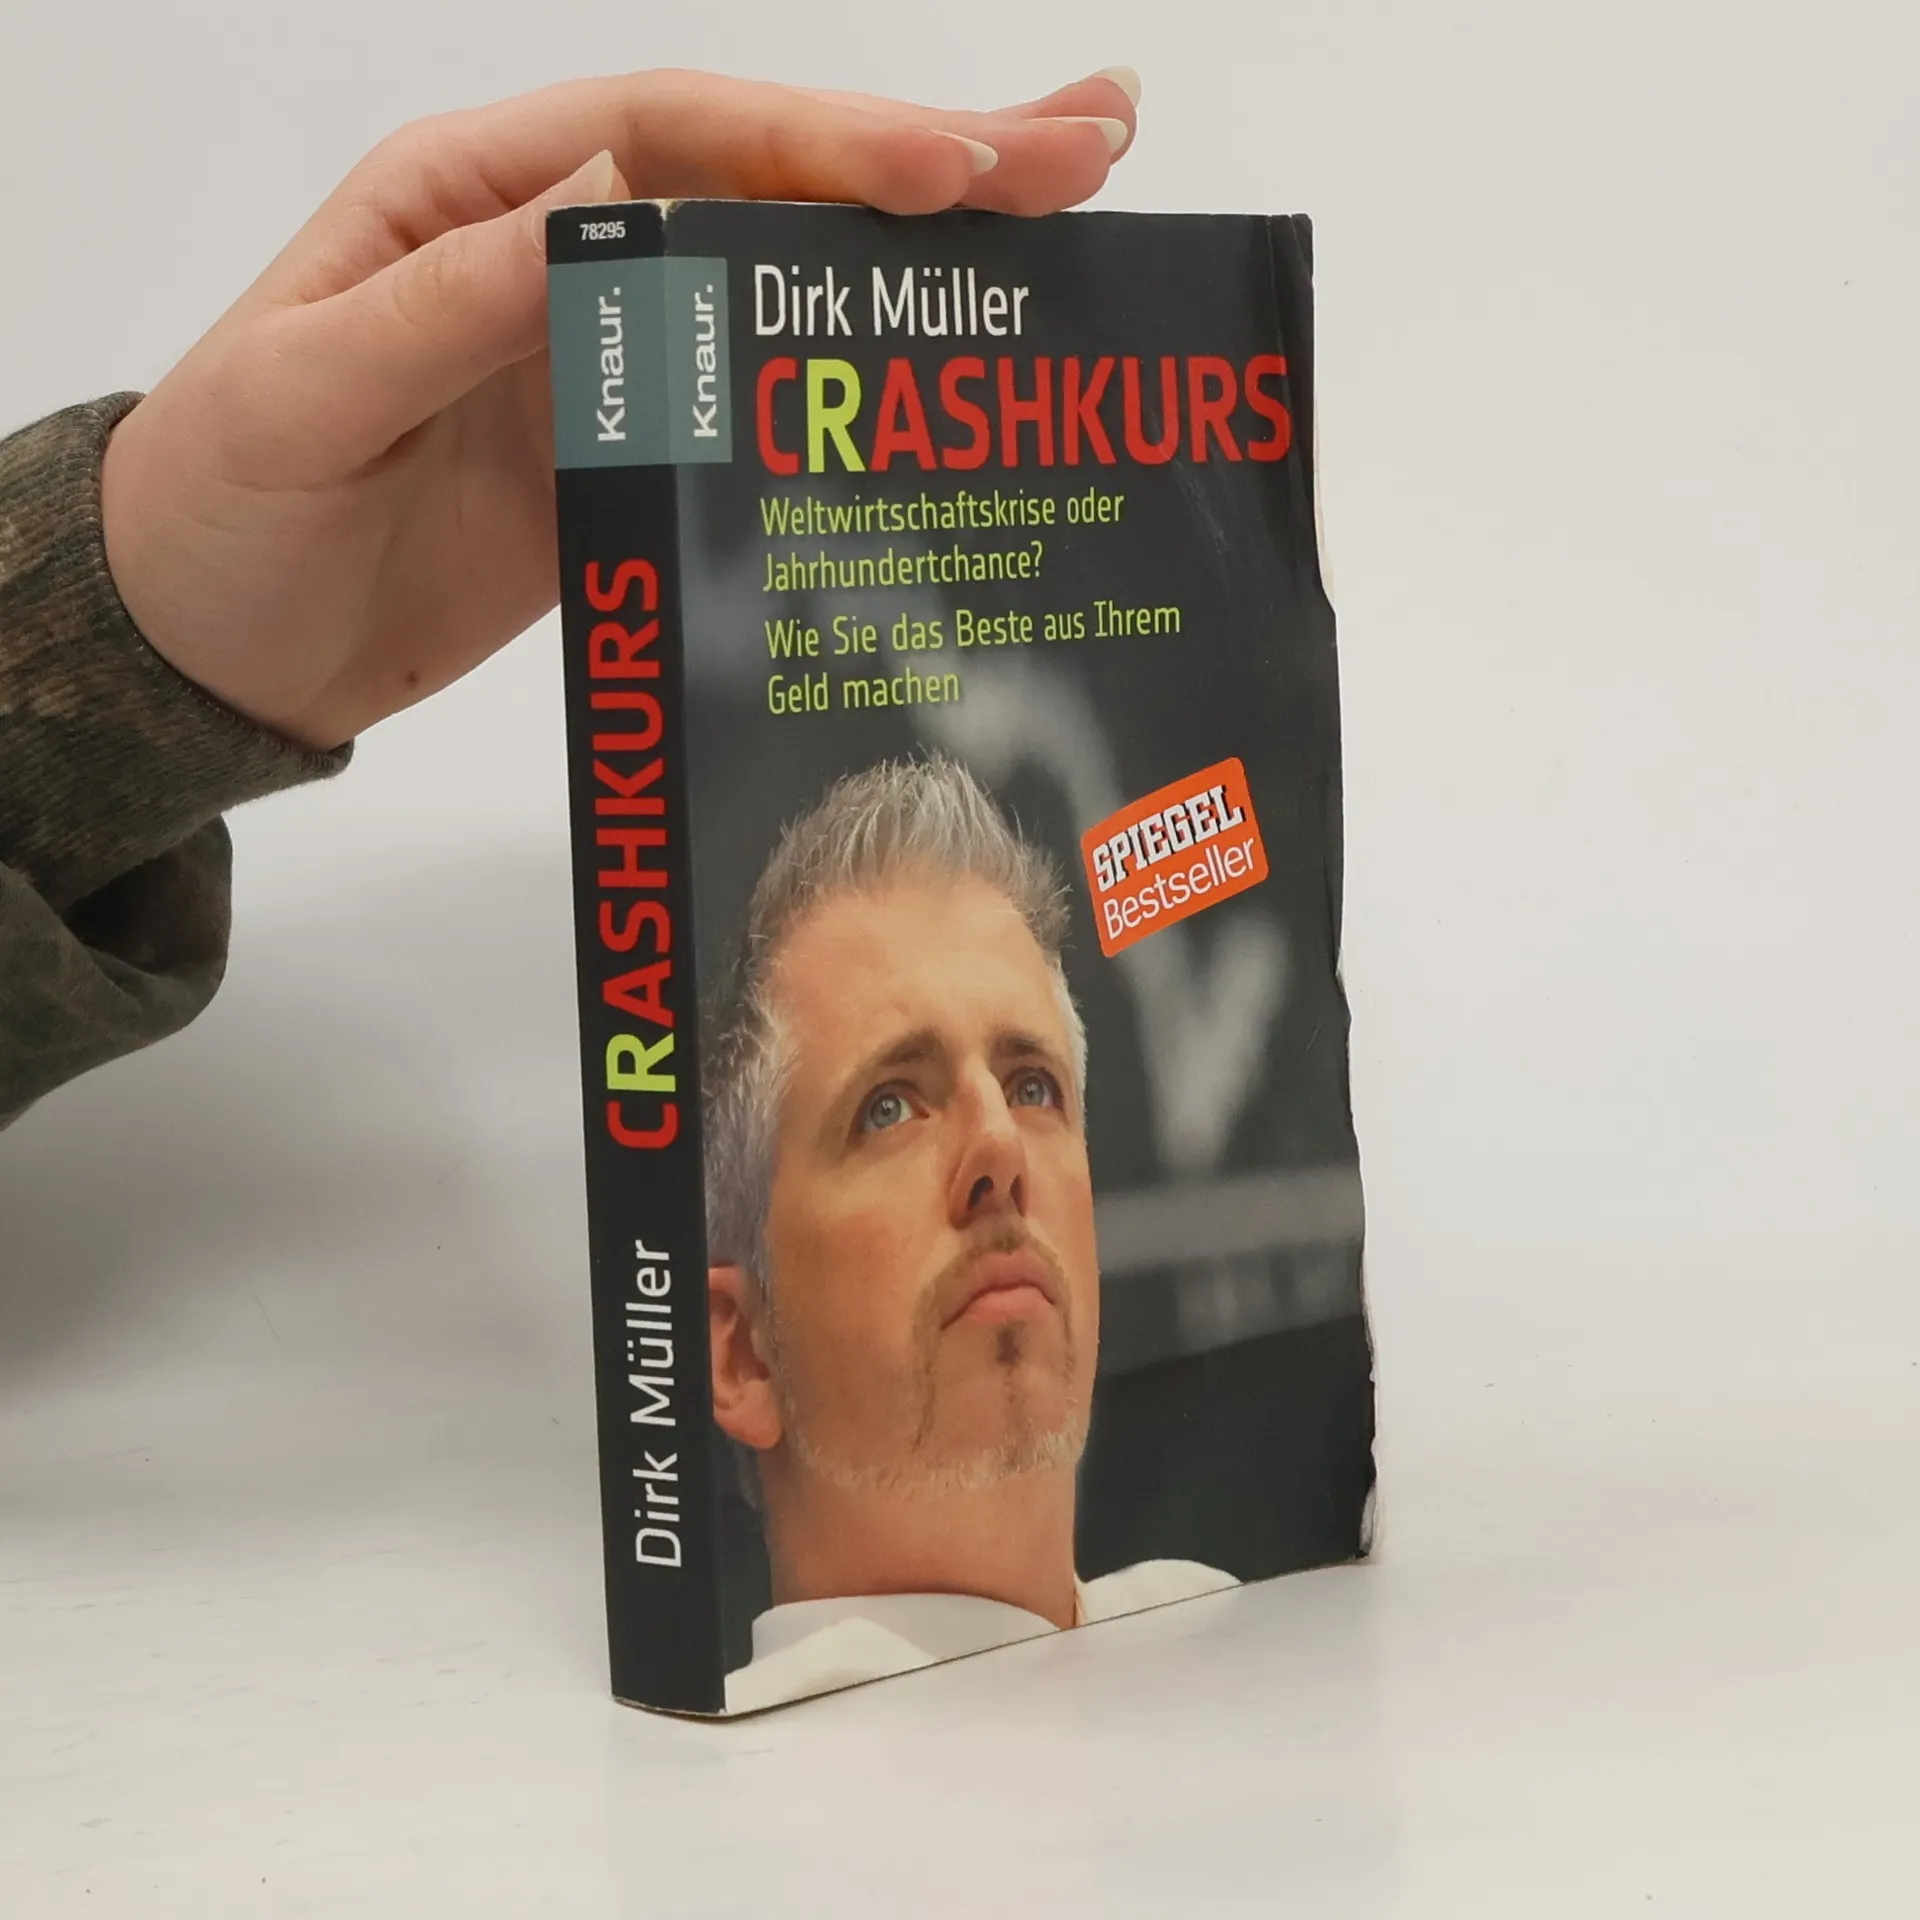 78295
Knaur.
CRASHKURS
Dirk Müller
Knaur.
Dirk Müller
CRASHKURS
Weltwirtschaftskrise oder
Jahrhundertchance?
Wie Sie das Beste aus Ihrem
Geld machen
SPIEGEL
Bestseller